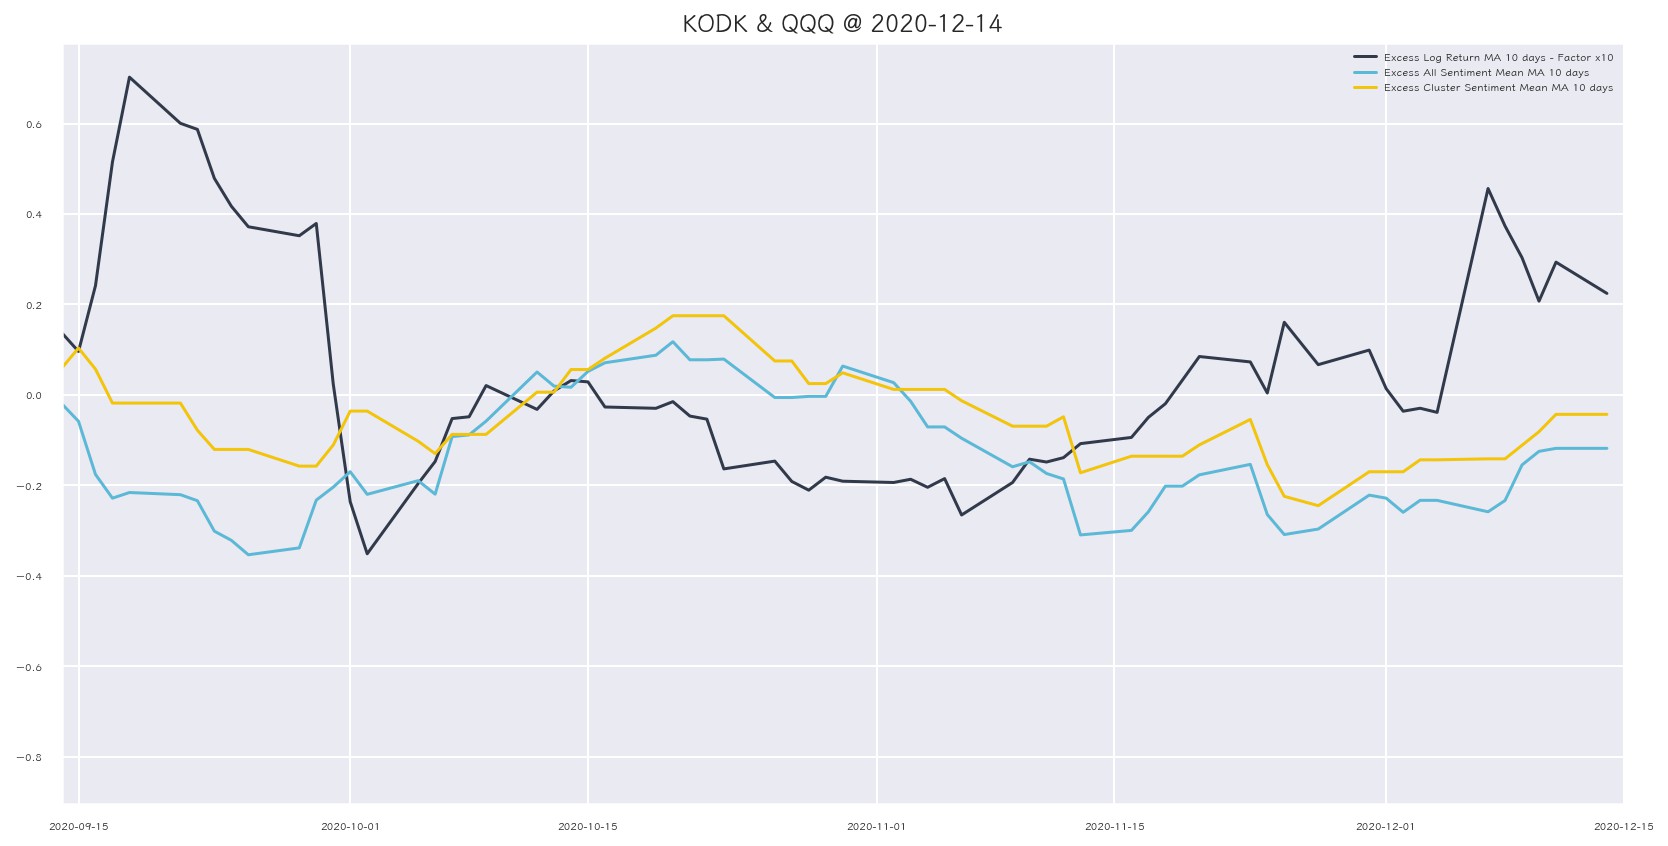 KODK & QQQ @ 2020-12-14
Excess Log Return MA 10 days - Factor x10
Excess All Sentiment Mean MA 10 days
Excess Cluster Sentiment Mean MA 10 days
0.6
0.4
0.2
0.0
−0.2
−0.4
−0.6
−0.8
2020-09-15 2020-10-01 2020-10-15 2020-11-01 2020-11-15 2020-12-01 2020-12-15